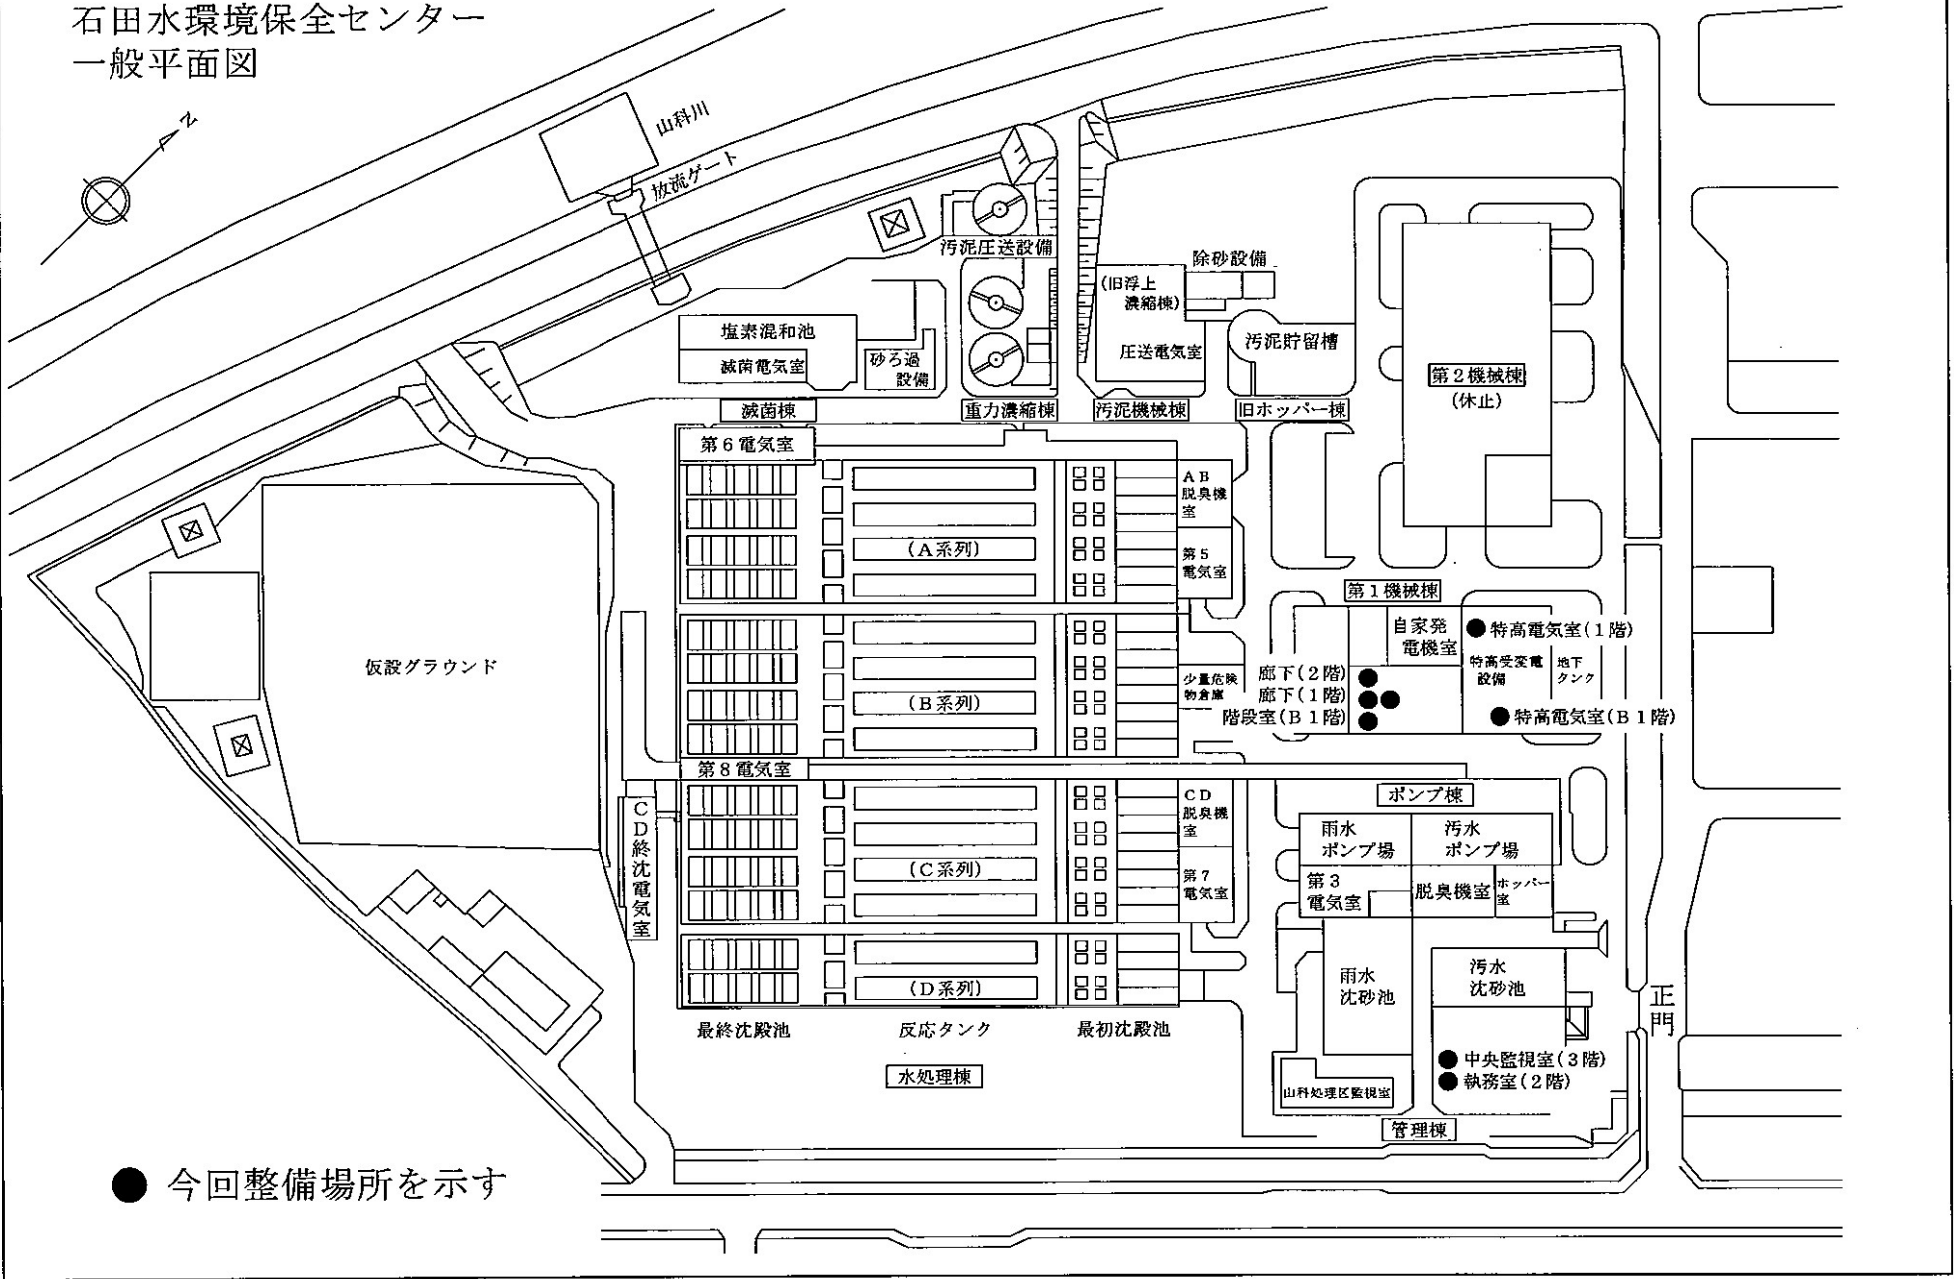 石田水環境保全センター
一般平面図
N
山科川
放流ゲート
汚泥圧送設備
除砂設備
(旧浮上
濃縮棟)
圧送電気室
汚泥貯留槽
塩素混和池
滅菌電気室
砂ろ過
設備
第2機械棟
(休止)
滅菌棟
重力濃縮棟
汚泥機械棟
旧ホッパー棟
第6電気室
AB
脱臭機
室
(A系列)
第5
電気室
第1機械棟
自家発
電機室
●特高電気室(1階)
特高受変電
設備
地下
タンク
仮設グラウンド
少量危険
物倉庫
廊下(2階)
廊下(1階)
階段室(B1階)
●特高電気室(B1階)
(B系列)
第8電気室
CD終沈電気室
CD
脱臭機
室
ポンプ棟
雨水
ポンプ場
汚水
ポンプ場
(C系列)
第7
電気室
第3
電気室
脱臭機室
ホッパー
室
雨水
沈砂池
汚水
沈砂池
正門
(D系列)
最終沈殿池
反応タンク
最初沈殿池
水処理棟
●中央監視室(3階)
●執務室(2階)
山科処理区監視室
管理棟
● 今回整備場所を示す